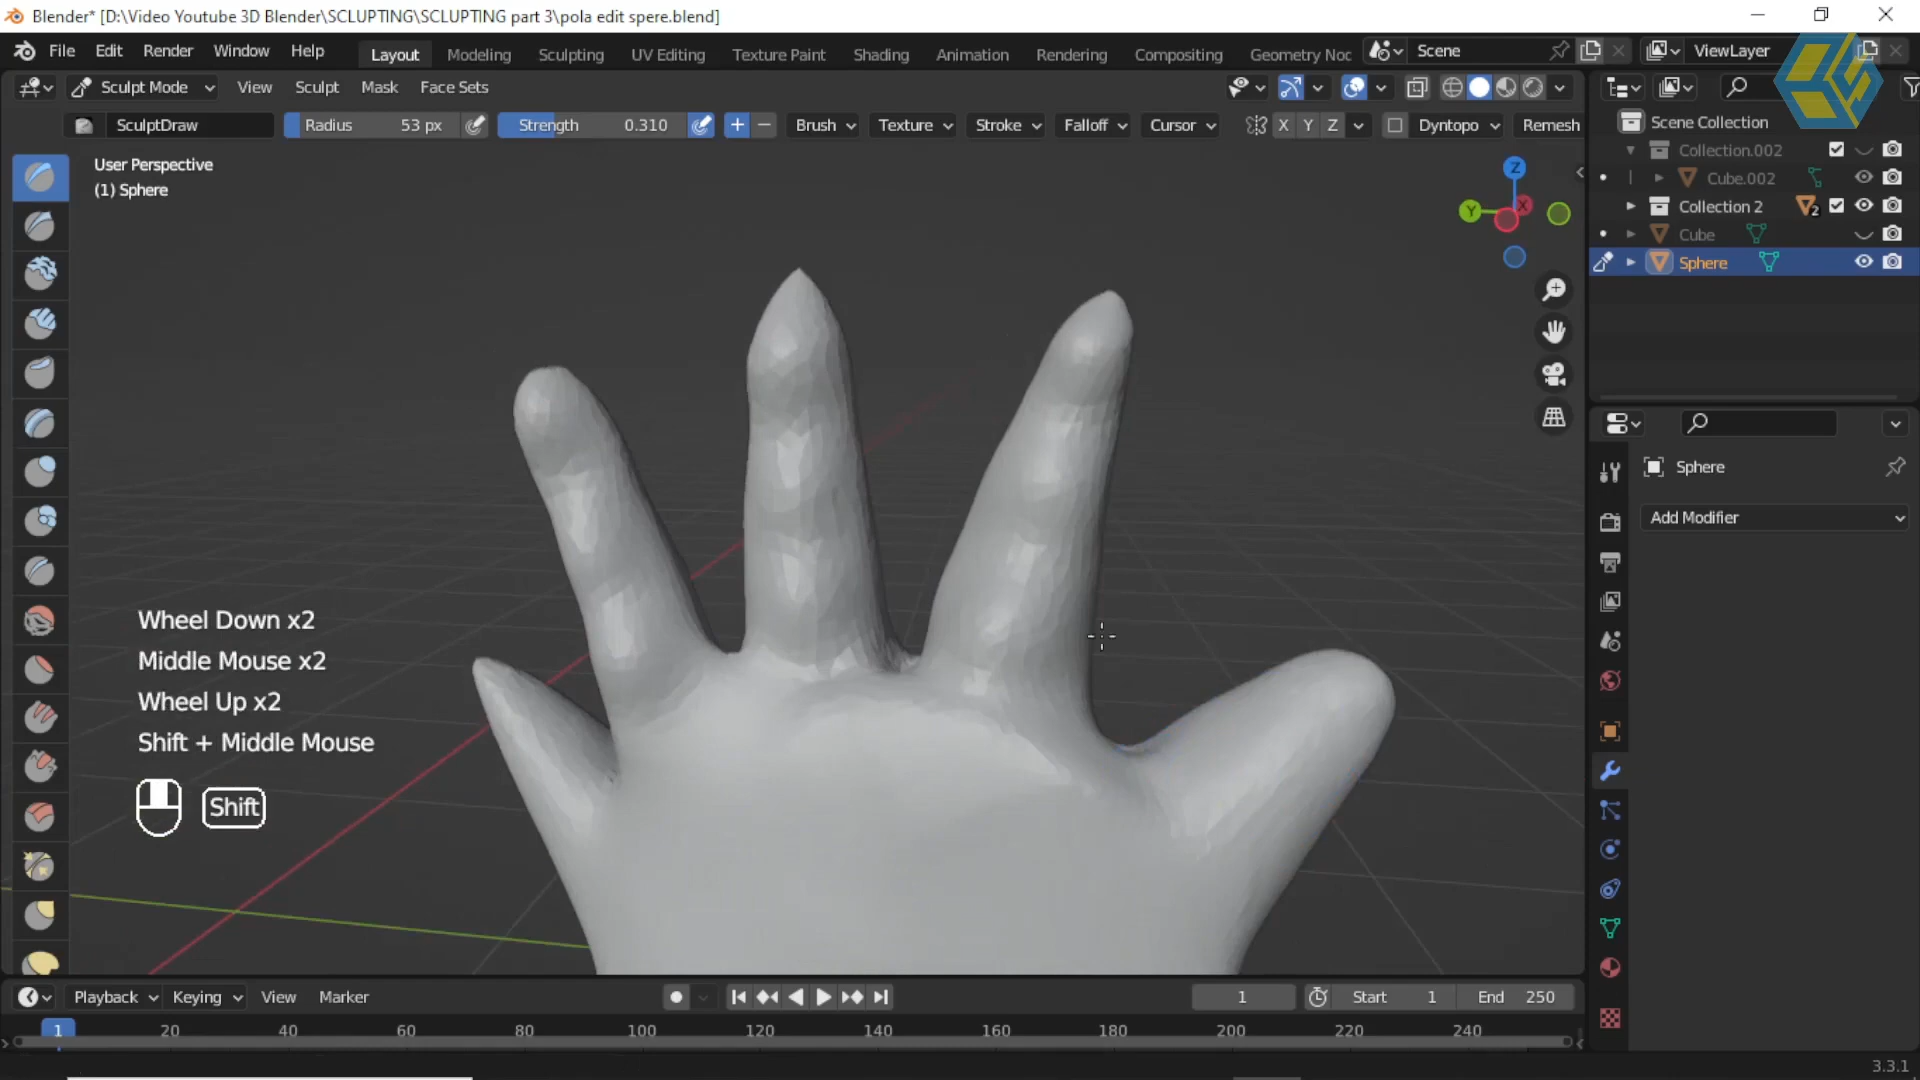 Blender* [D:\Video Youtube 3D Blender\SCLUPTING\SCLUPTING part 3\pola edit spere.blend]
File Edit Render Window Help Layout Modeling Sculpting UV Editing Texture Paint Shading Animation Rendering Compositing Geometry Noc Scene ViewLayer
Sculpt Mode View Sculpt Mask Face Sets
SculptDraw Radius 53 px Strength 0.310 Brush Texture Stroke Falloff Cursor X Y Z Dyntopo Remesh
User Perspective
(1) Sphere
Z
Y X
Scene Collection
Collection.002
Cube.002
Collection 2 2
Cube
Sphere
Sphere
Add Modifier
Wheel Down x2
Middle Mouse x2
Wheel Up x2
Shift + Middle Mouse
Shift
Playback Keying View Marker 1 Start 1 End 250
1 20 40 60 80 100 120 140 160 180 200 220 240
3.3.1